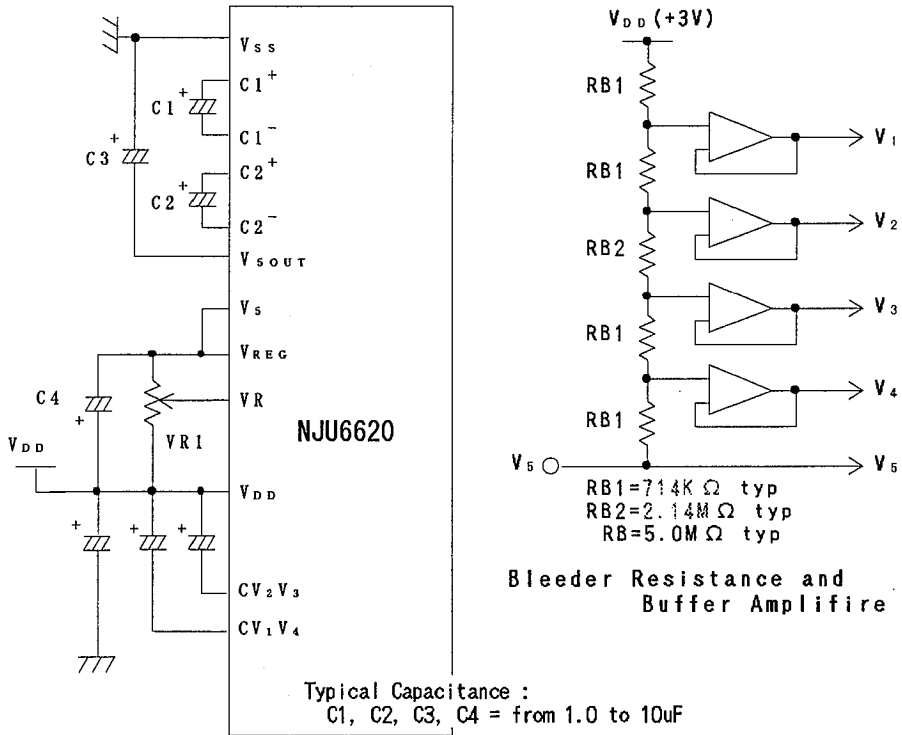 Vss
C1+
C1
+
C1-
C3
+
C2+
C2
+
C2-
V5OUT
V5
VREG
C4
+
VR
VR1
NJU6620
VDD
VDD
+
+
+
CV2V3
CV1V4
Typical Capacitance :
C1, C2, C3, C4 = from 1.0 to 10uF
VDD (+3V)
RB1
V1
RB1
V2
RB2
V3
RB1
V4
RB1
V5
V5
RB1=714KΩ typ
RB2=2.14MΩ typ
RB=5.0MΩ typ
Bleeder Resistance and
Buffer Amplifire